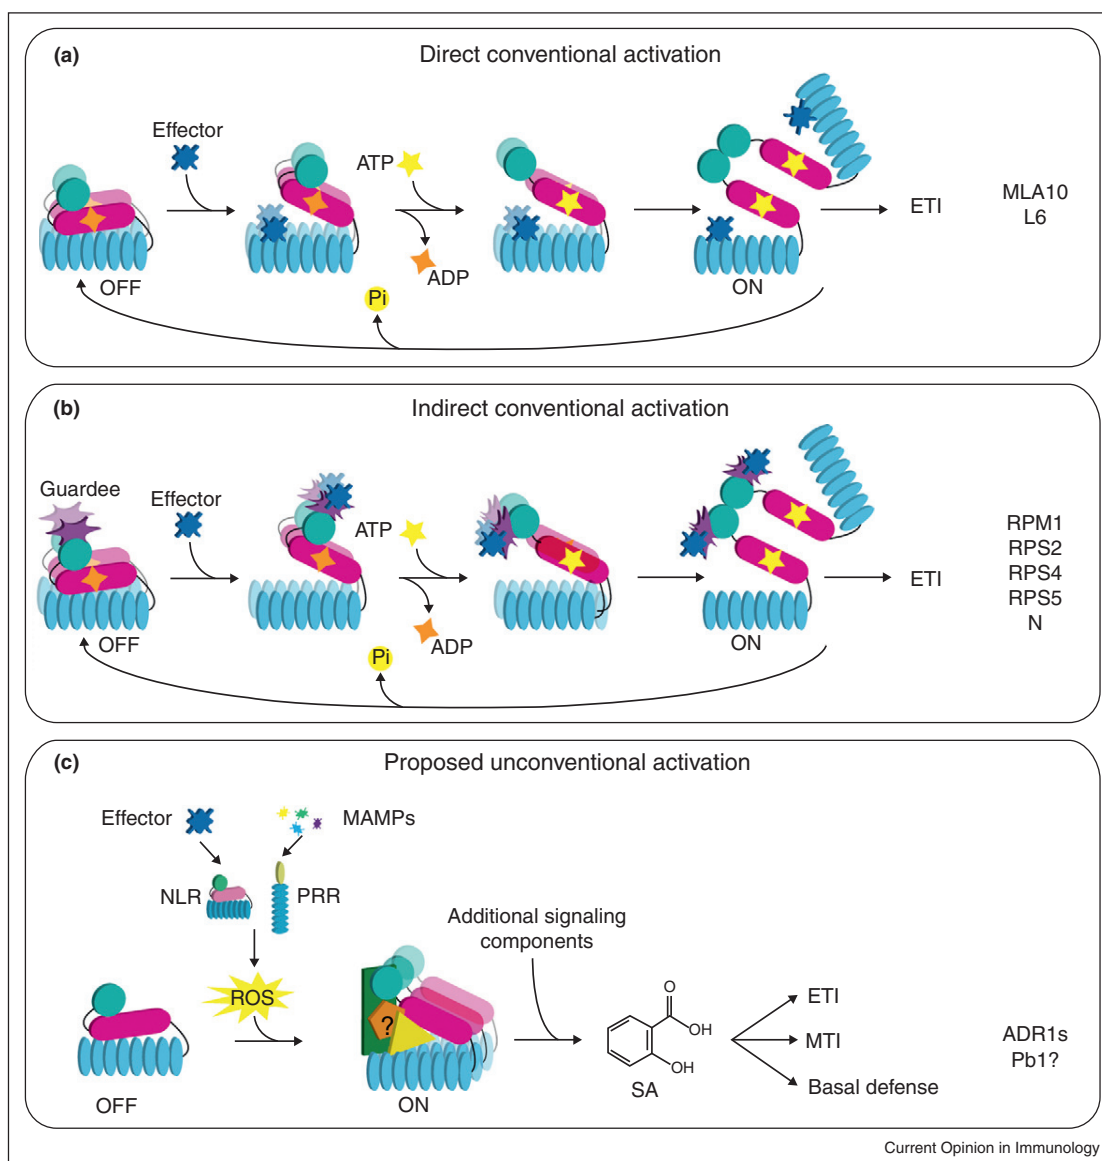 (a)
Direct conventional activation
Effector
ATP
ADP
Pi
OFF
ON
ETI
MLA10
L6
(b)
Indirect conventional activation
Guardee
Effector
ATP
ADP
Pi
OFF
ON
ETI
RPM1
RPS2
RPS4
RPS5
N
(c)
Proposed unconventional activation
Effector
MAMPs
NLR
PRR
ROS
OFF
?
ON
Additional signaling
components
O
OH
OH
SA
ETI
MTI
Basal defense
ADR1s
Pb1?
Current Opinion in Immunology